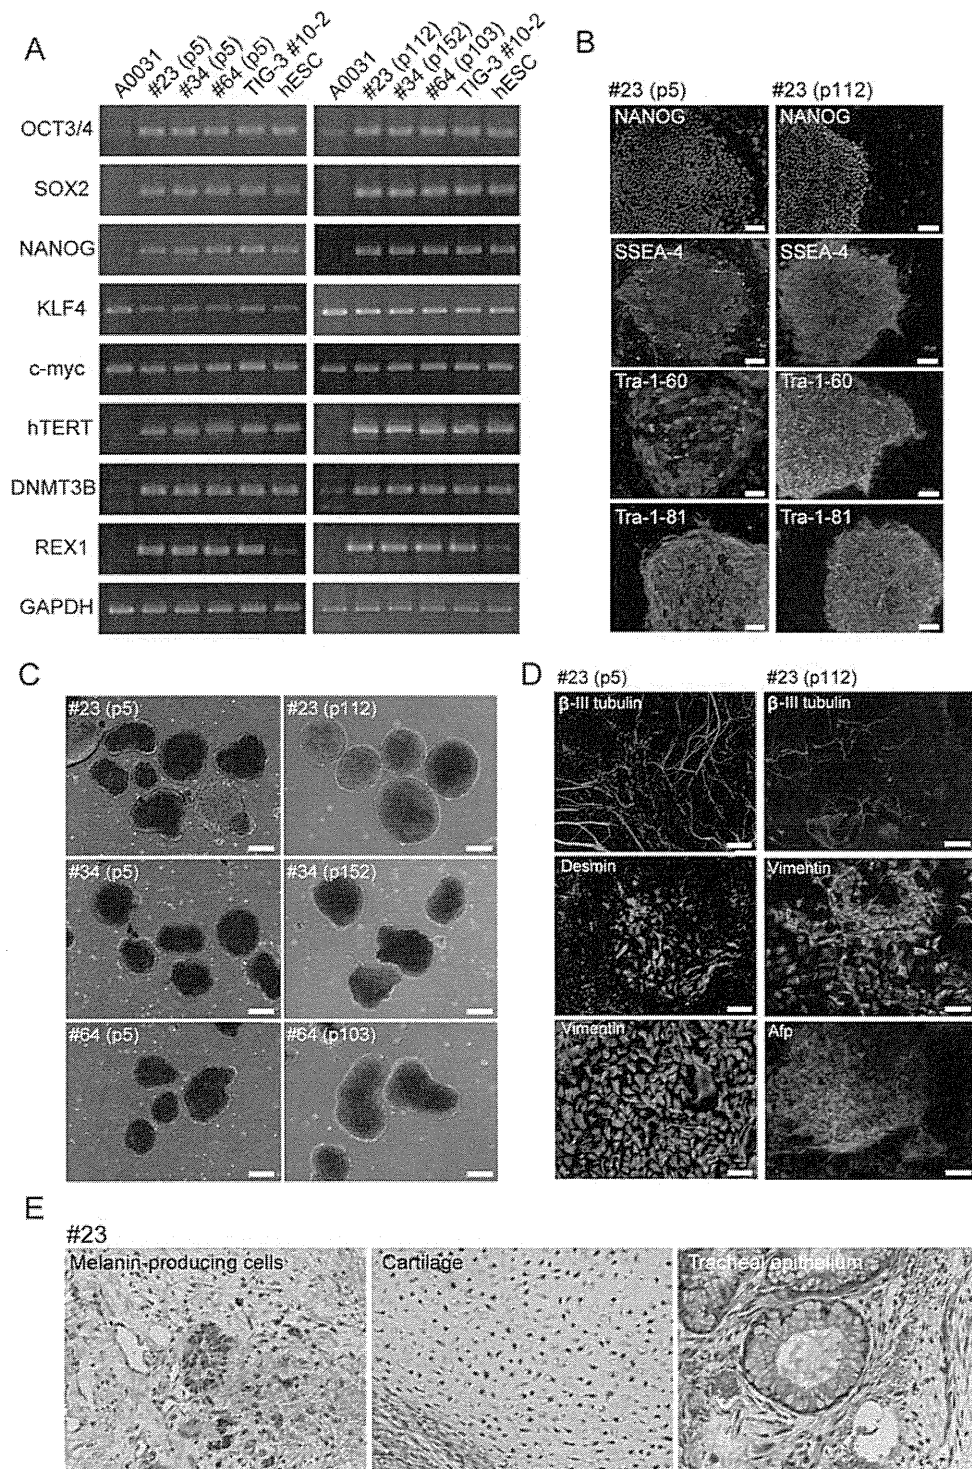 A
A0031
#23 (p5)
#34 (p5)
#64 (p5)
TIG-3 #10-2
hESC
A0031
#23 (p112)
#34 (p152)
#64 (p103)
TIG-3 #10-2
hESC
OCT3/4
SOX2
NANOG
KLF4
c-myc
hTERT
DNMT3B
REX1
GAPDH
B
#23 (p5) #23 (p112)
NANOG NANOG
SSEA-4 SSEA-4
Tra-1-60 Tra-1-60
Tra-1-81 Tra-1-81
C
#23 (p5) #23 (p112)
#34 (p5) #34 (p152)
#64 (p5) #64 (p103)
D
#23 (p5) #23 (p112)
β-III tubulin β-III tubulin
Desmin Vimentin
Vimentin Afp
E
#23
Melanin-producing cells Cartilage Tracheal epithelium